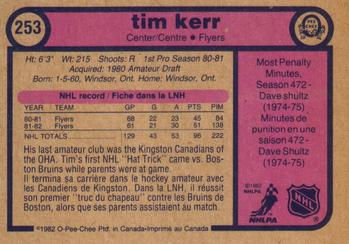 253
tim kerr
Center/Centre • Flyers
O PEE CHEE
Ht: 6'3" Wt: 215 Shoots: R 1st Pro Season 80-81
Acquired: 1980 Amateur Draft
Born: 1-5-60, Windsor, Ont. Home: Windsor, Ont.
NHL record / Fiche dans la LNH
YEAR TEAM GP G A PTS PIM
80-81 Flyers 68 22 23 45 84
81-82 Flyers 61 21 30 51 138
NHL TOTALS 129 43 53 96 222
His last amateur club was the Kingston Canadians
of the OHA. Tim's first NHL "Hat Trick" came vs. Bos-
ton Bruins while parents were at game.
Il termina sa carrière dans le hockey amateur avec
les Canadiens de Kingston. Dans la LNH, il réussit son
premier "truc du chapeau" contre les Bruins de
Boston, alors que ses parents assistaient au match.
Most Penalty
Minutes,
Season 472 -
Dave Shultz
(1974-75)
Minutes de
punition en une
saison 472 -
Dave Shultz
(1974-75)
©1982
NHLPA
NHLPA
NHL
©1982 O-Pee-Chee Ptd. in Canada-Imprimé au Canada